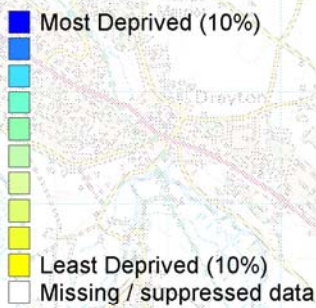 Most Deprived (10%)
Drayton
Least Deprived (10%)
Missing / suppressed data